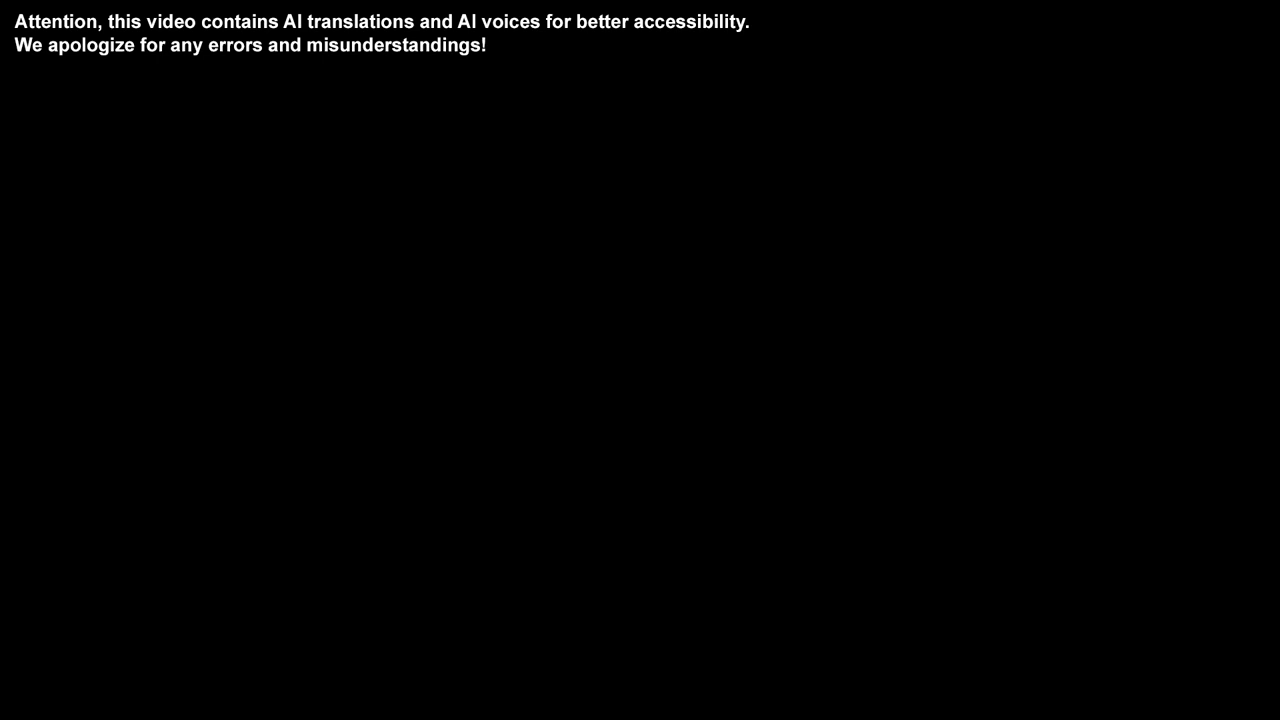 Attention, this video contains AI translations and AI voices for better accessibility.
We apologize for any errors and misunderstandings!